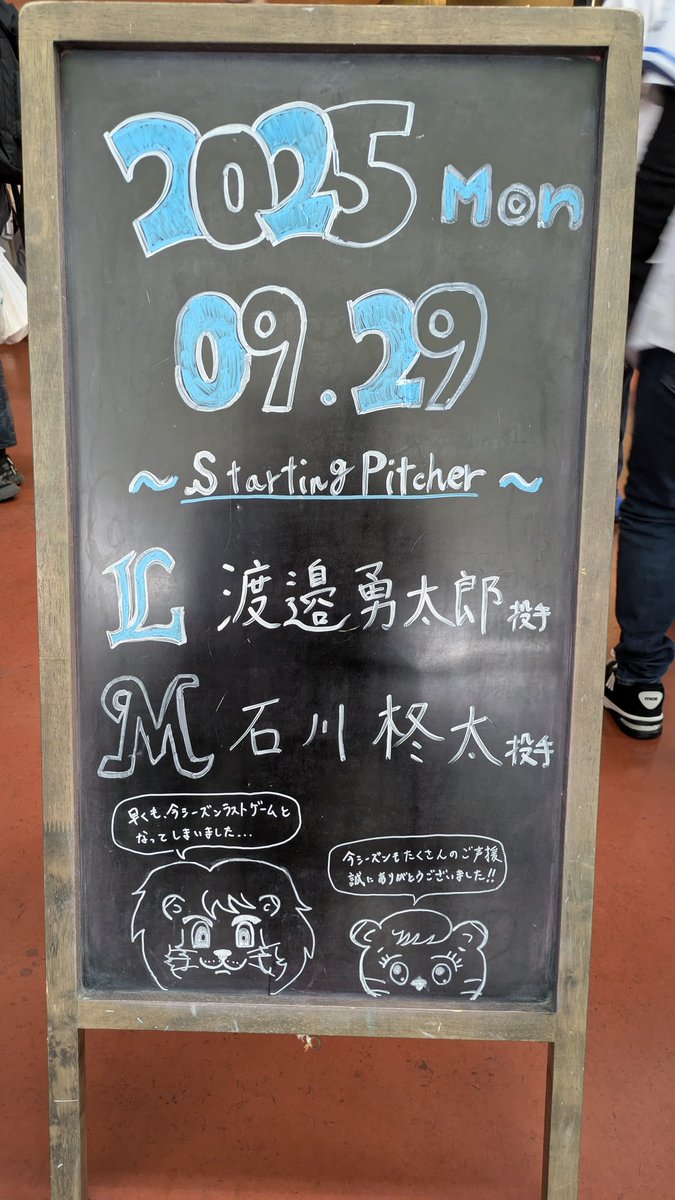 2025 Mon
09.29
～Starting Pitcher～
L 渡邉勇太郎 投手
M 石川柊太 投手
早くも、今シーズンラストゲームと
なってしまいました...
今シーズンもたくさんのご声援
誠にありがとうございました!!